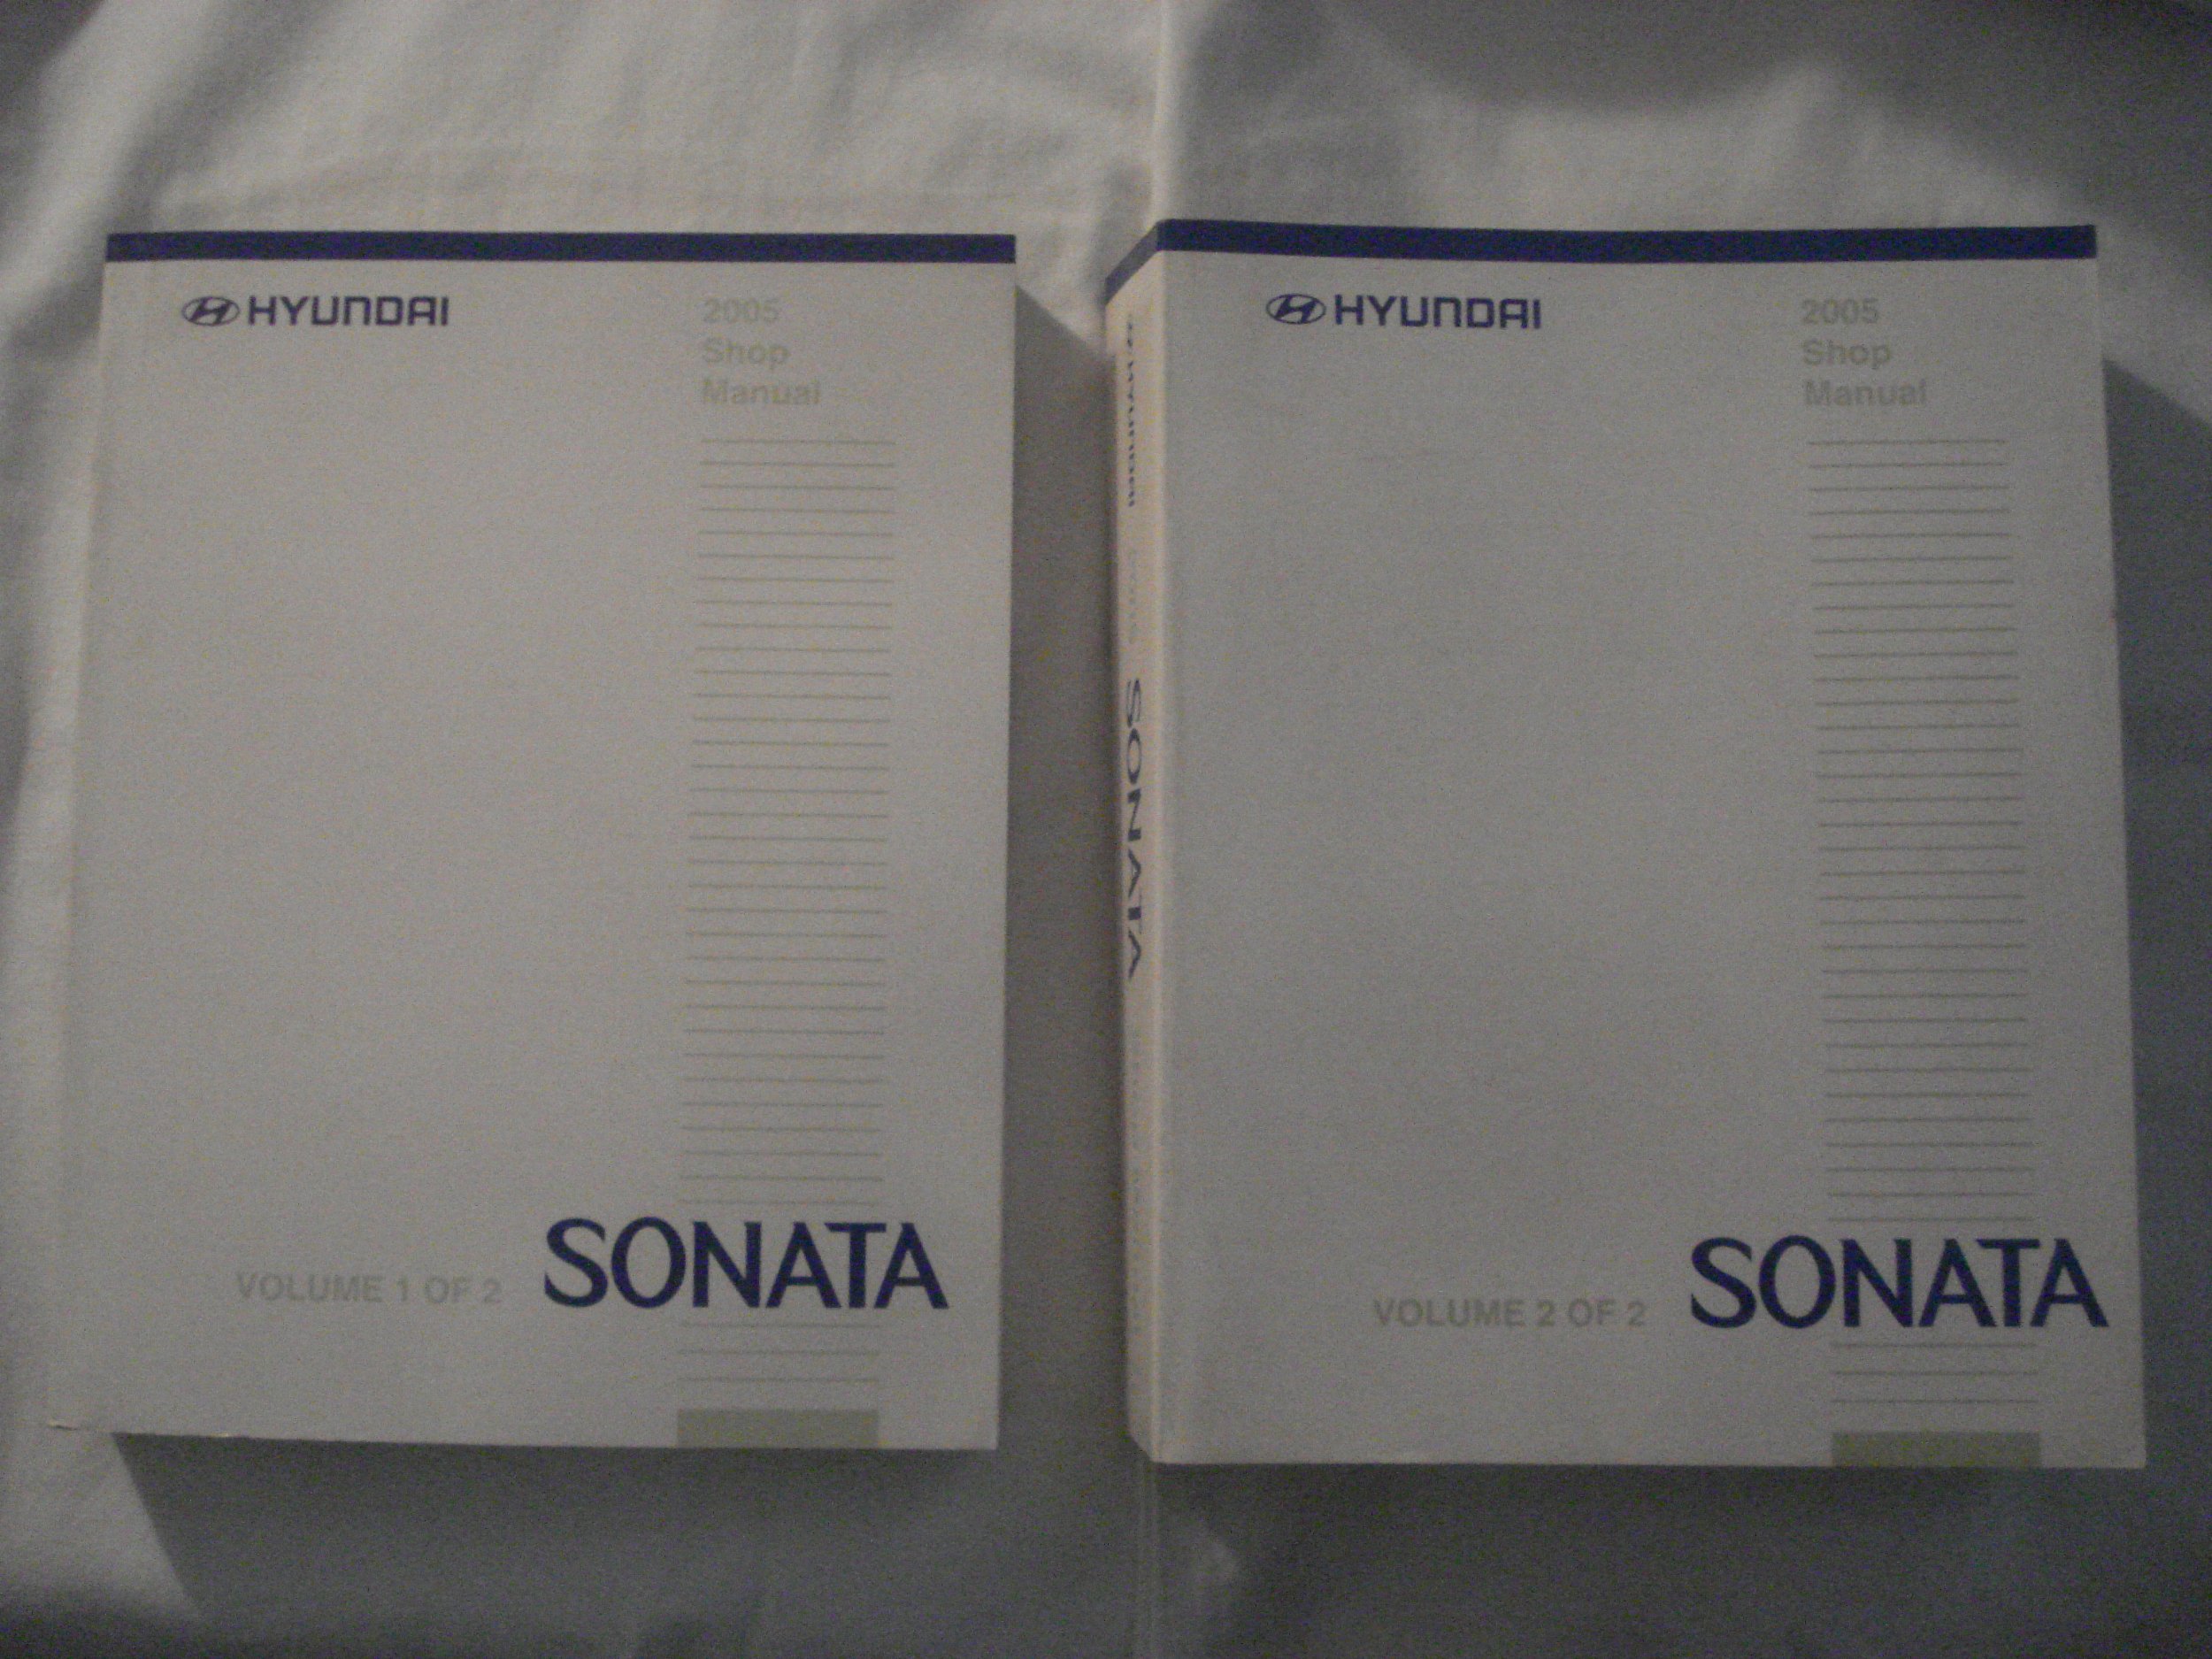 HYUNDAI
2005
Shop
Manual
VOLUME 1 OF 2
SONATA
HYUNDAI
SONATA
HYUNDAI
2005
Shop
Manual
VOLUME 2 OF 2
SONATA